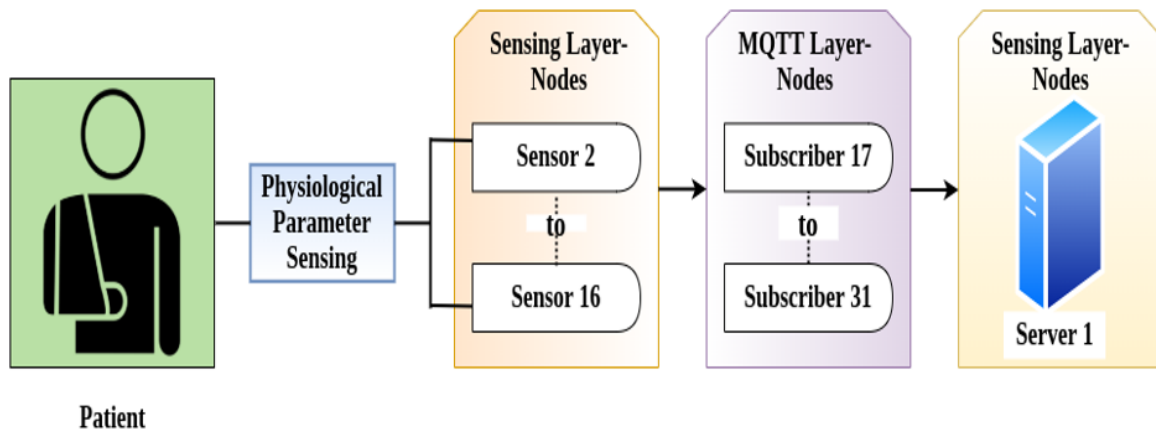 Patient
Physiological
Parameter
Sensing
Sensing Layer-
Nodes
Sensor 2
to
Sensor 16
MQTT Layer-
Nodes
Subscriber 17
to
Subscriber 31
Sensing Layer-
Nodes
Server 1